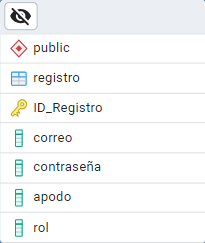 public
registro
ID_Registro
correo
contraseña
apodo
rol